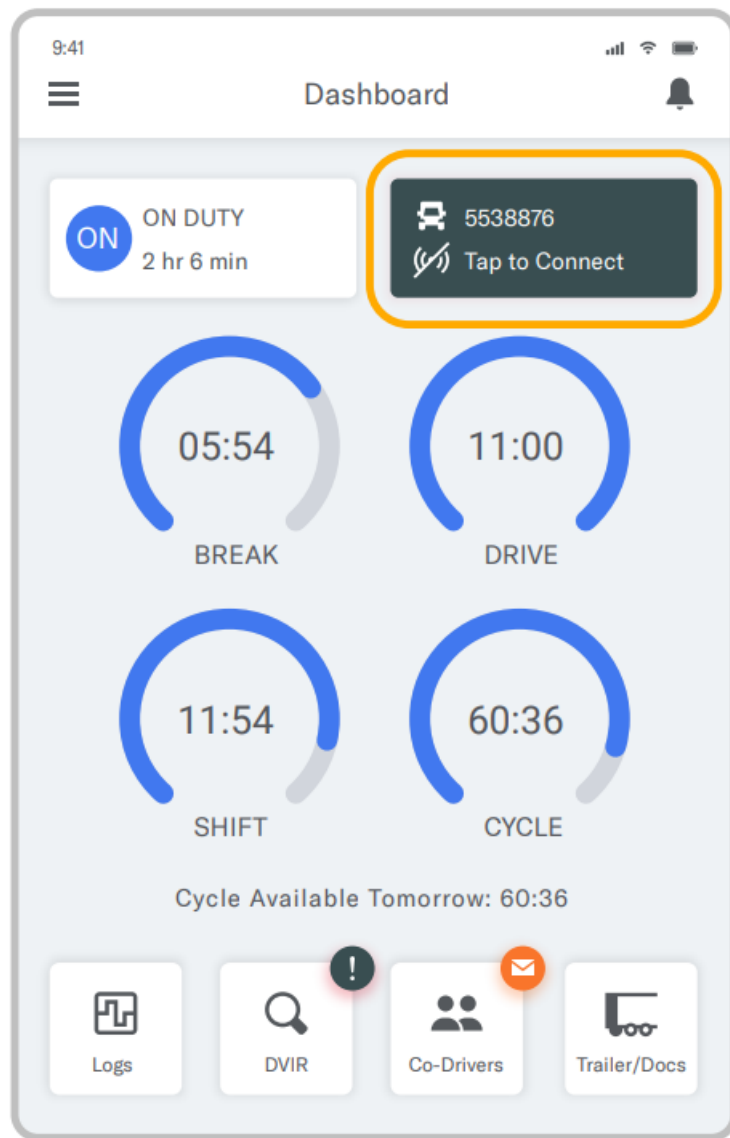 9:41
Dashboard
ON
ON DUTY
2 hr 6 min
5538876
Tap to Connect
05:54
BREAK
11:00
DRIVE
11:54
SHIFT
60:36
CYCLE
Cycle Available Tomorrow: 60:36
!
Logs
DVIR
Co-Drivers
Trailer/Docs